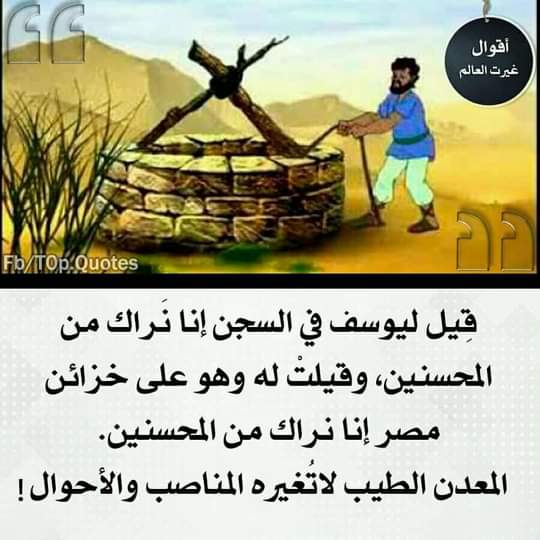 أقوال
غيرت العالم
Fb/TOp.Quotes
قِيل ليوسف في السجن إنا نَراك من
المحسنين، وقيلتْ له وهو على خزائن
مصر إنا نراك من المحسنين.
المعدن الطيب لاتُغيره المناصب والأحوال !